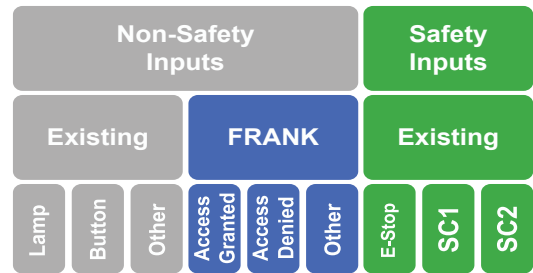 Non-Safety
Inputs
Safety
Inputs
Existing
FRANK
Existing
Lamp
Button
Other
Access
Granted
Access
Denied
Other
E-Stop
SC1
SC2